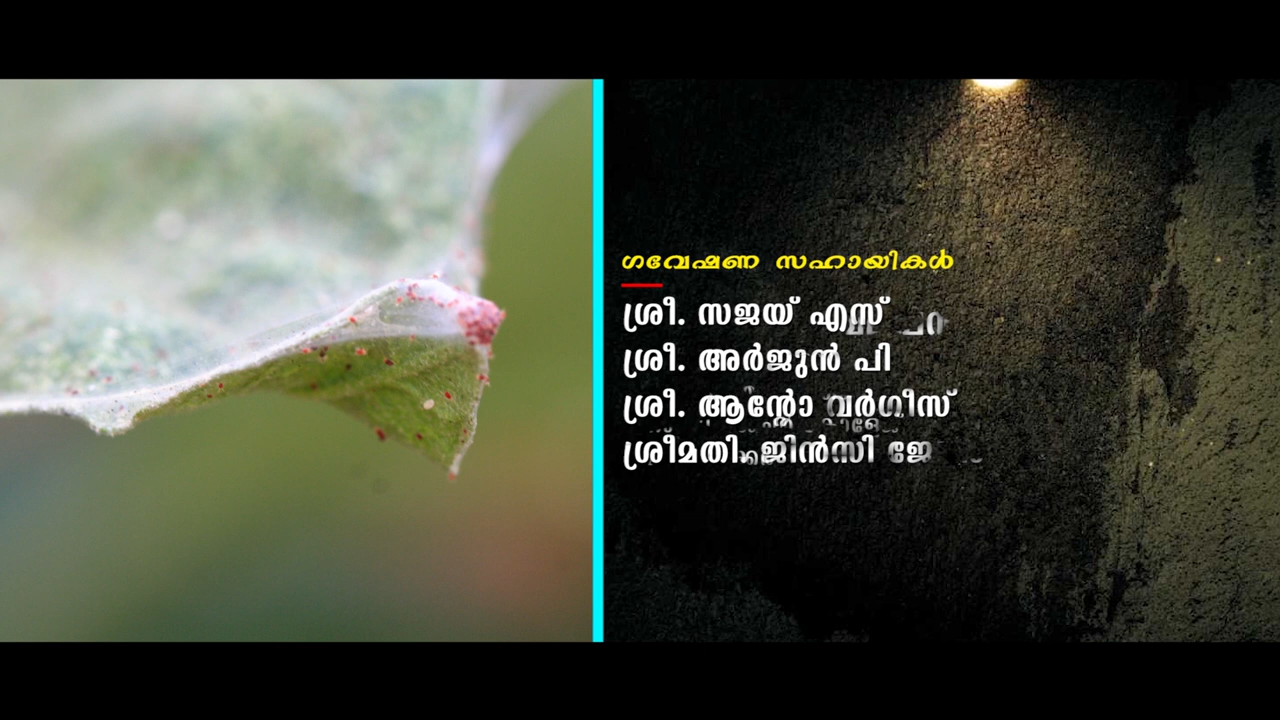 ഗവേഷണ സഹായികൾ
ശ്രീ. സജയ് എസ്
ശ്രീ. അർജുൻ പി
ശ്രീ. ആന്റോ വർഗീസ്
ശ്രീമതി. ജിൻസി ജേ